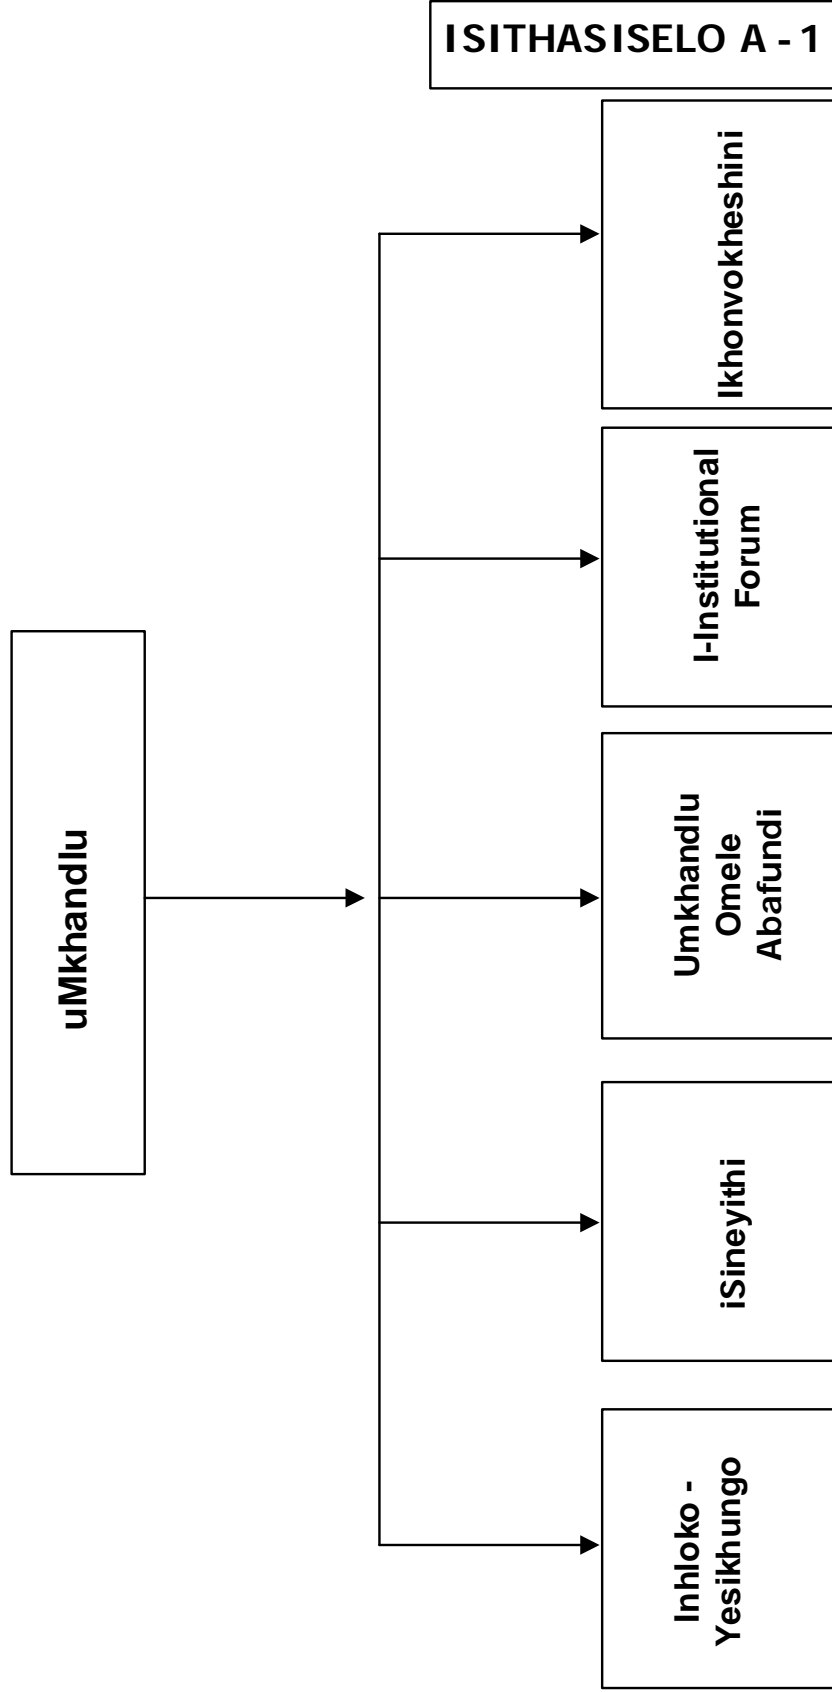 ISITHASISELO A - 1
uMkhandlu
Inhloko -
Yesikhungo
iSineyithi
Umkhandlu
Omele
Abafundi
I-Institutional
Forum
Ikhonvokheshini